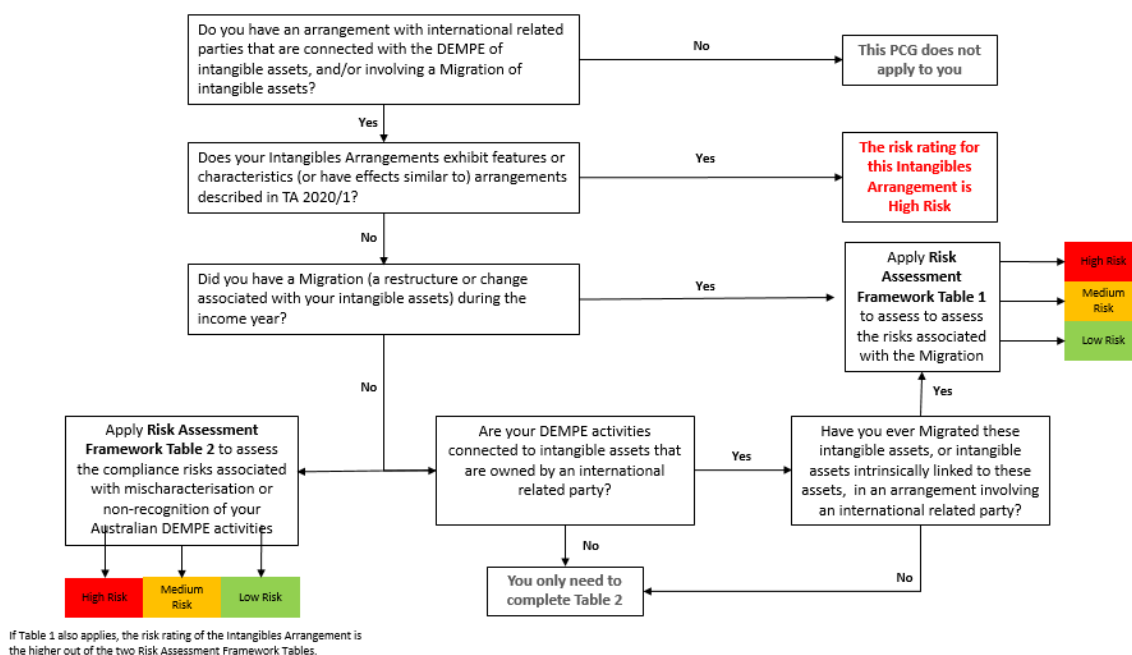 Do you have an arrangement with international related
parties that are connected with the DEMPE of
intangible assets, and/or involving a Migration of
intangible assets?
No
This PCG does not
apply to you
Yes
Does your Intangibles Arrangements exhibit features or
characteristics (or have effects similar to) arrangements
described in TA 2020/1?
Yes
The risk rating for
this Intangibles
Arrangement is
High Risk
No
Did you have a Migration (a restructure or change
associated with your intangible assets) during the
income year?
Yes
Apply Risk
Assessment
Framework Table 1
to assess to assess
the risks associated
with the Migration
High Risk
Medium
Risk
Low Risk
No
Yes
Apply Risk Assessment
Framework Table 2 to assess
the compliance risks associated
with mischaracterisation or
non-recognition of your
Australian DEMPE activities
Are your DEMPE activities
connected to intangible assets that
are owned by an international
related party?
Yes
Have you ever Migrated these
intangible assets, or intangible
assets intrinsically linked to these
assets, in an arrangement involving
an international related party?
No
No
You only need to
complete Table 2
High Risk
Medium
Risk
Low Risk
If Table 1 also applies, the risk rating of the Intangibles Arrangement is
the higher out of the two Risk Assessment Framework Tables.